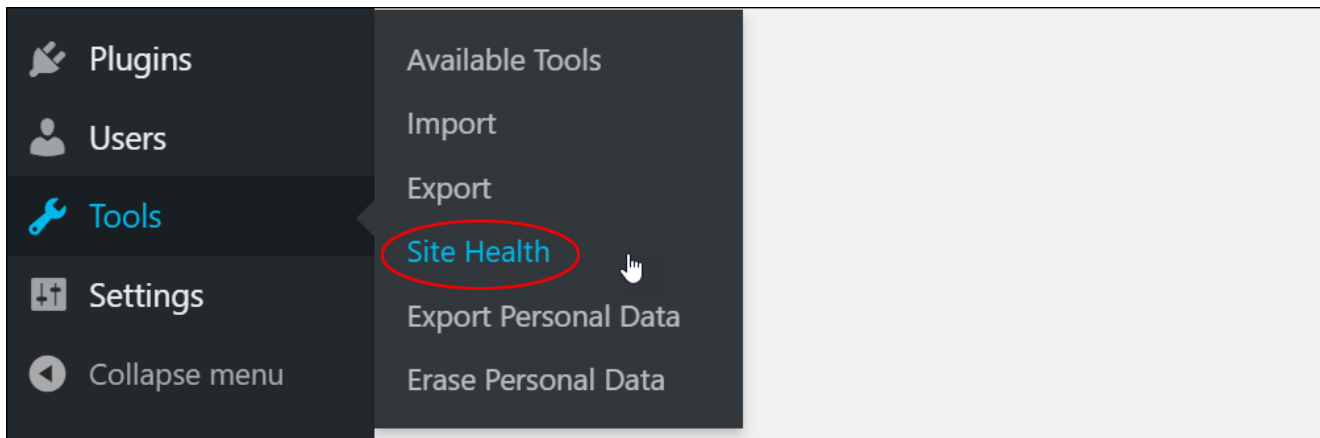 Plugins
Users
Tools
Settings
Collapse menu
Available Tools
Import
Export
Site Health
Export Personal Data
Erase Personal Data